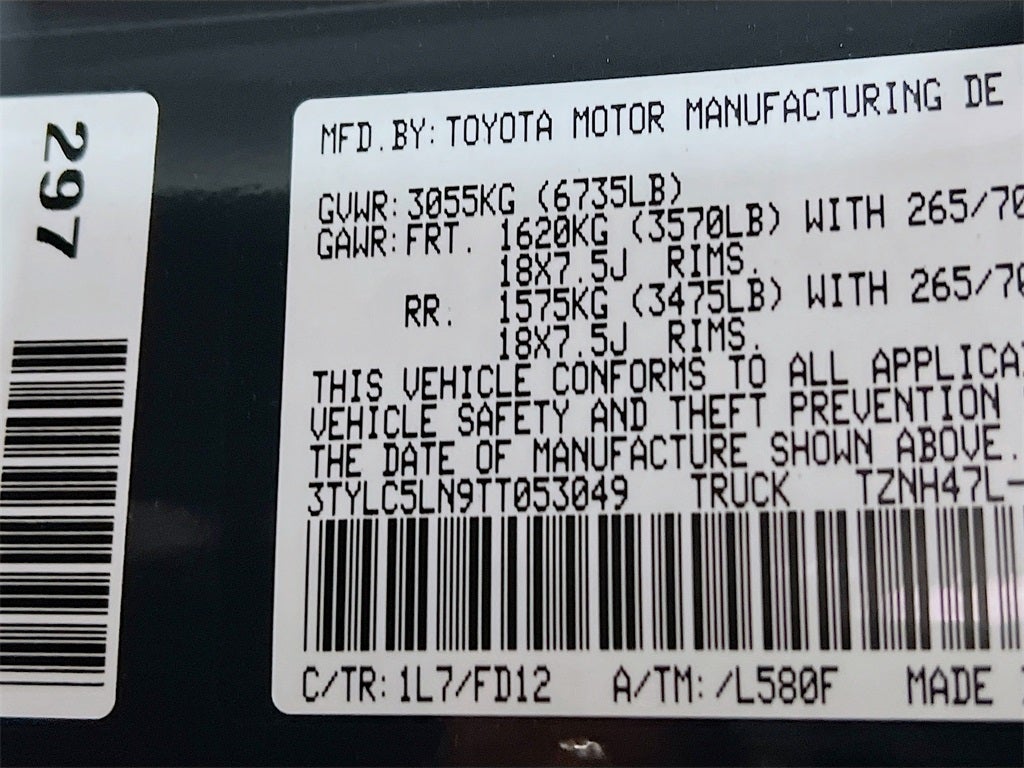 297
MFD.BY:TOYOTA MOTOR MANUFACTURING DE
GVWR:3055KG (6735LB)
GAWR:FRT. 1620KG (3570LB) WITH 265/70
18X7.5J RIMS.
RR. 1575KG (3475LB) WITH 265/70
18X7.5J RIMS.
THIS VEHICLE CONFORMS TO ALL APPLICA
VEHICLE SAFETY AND THEFT PREVENTION
THE DATE OF MANUFACTURE SHOWN ABOVE.
3TYLC5LN9TT053049 TRUCK TZNH47L-
C/TR:1L7/FD12 A/TM:/L580F MADE